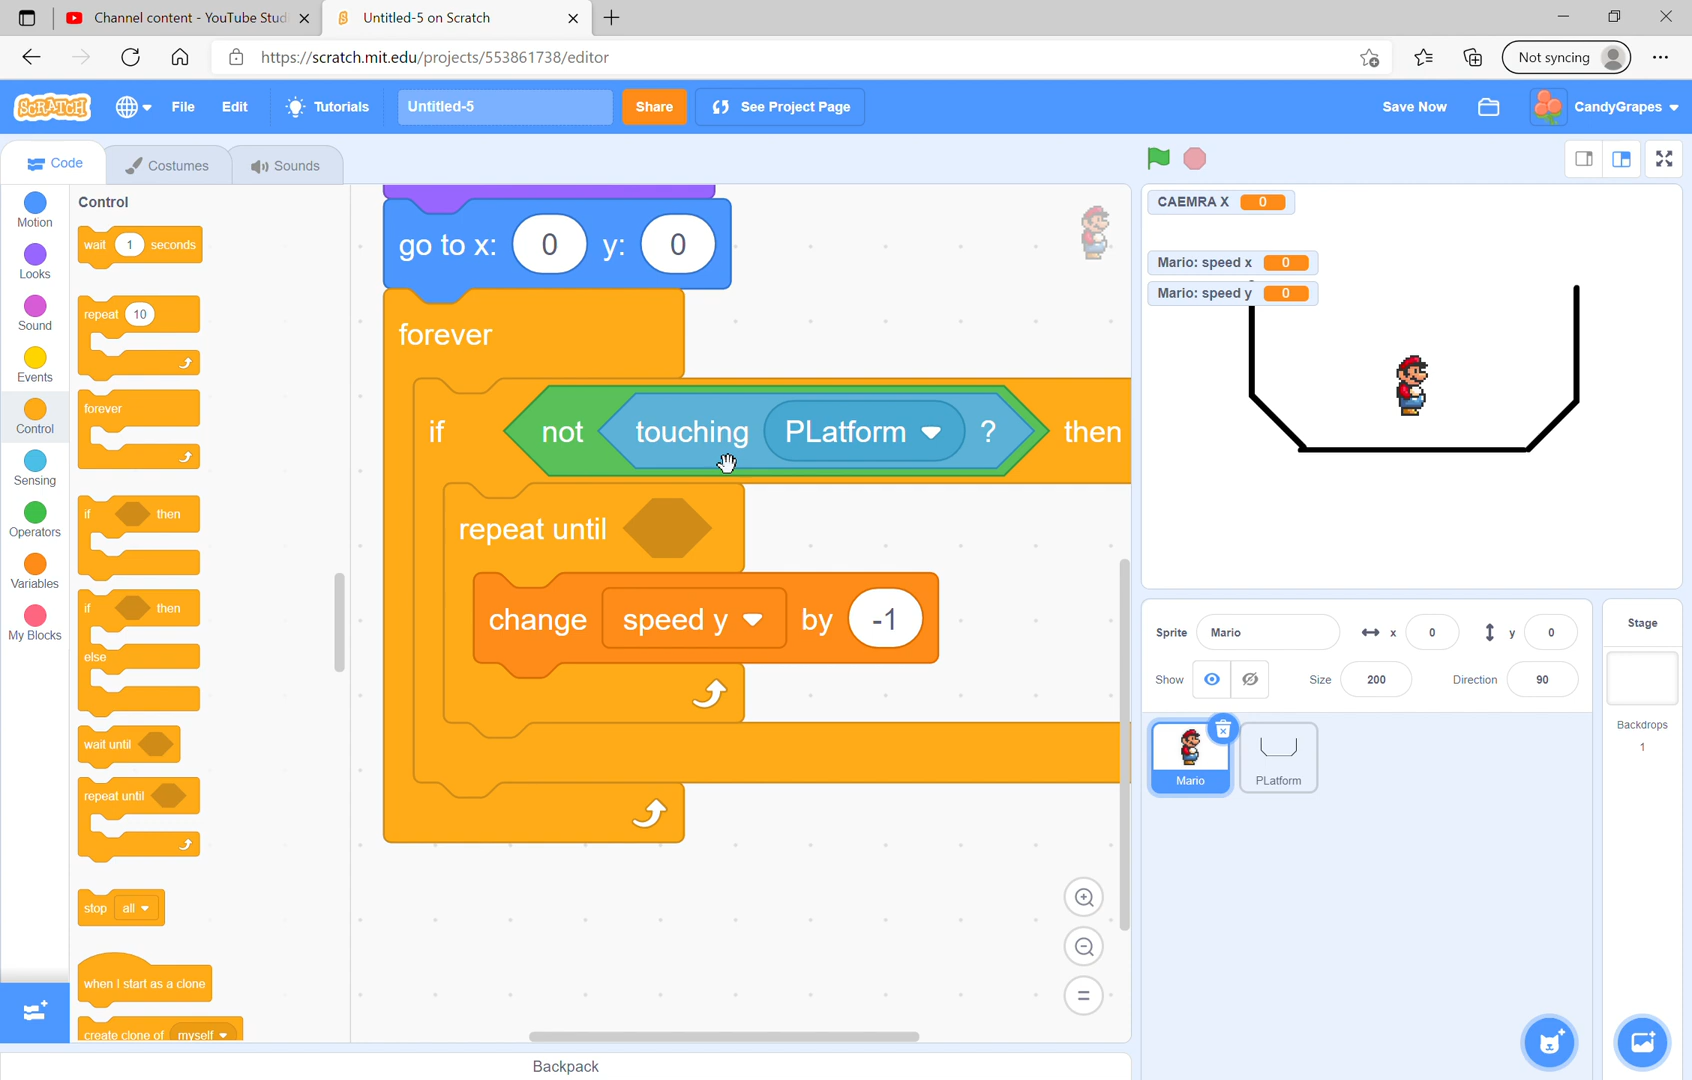 Channel content - YouTube Stud
Untitled-5 on Scratch
https://scratch.mit.edu/projects/553861738/editor
Not syncing
SCRATCH
File
Edit
Tutorials
Untitled-5
Share
See Project Page
Save Now
CandyGrapes
Code
Costumes
Sounds
Motion
Looks
Sound
Events
Control
Sensing
Operators
Variables
My Blocks
Control
wait 1 seconds
repeat 10
forever
if then
if then
else
wait until
repeat until
stop all
when I start as a clone
create clone of myself
go to x: 0 y: 0
forever
if not touching PLatform ? then
repeat until
change speed y by -1
Backpack
CAEMRA X 0
Mario: speed x 0
Mario: speed y 0
Sprite Mario x 0 y 0
Show Size 200 Direction 90
Mario
PLatform
Stage
Backdrops
1